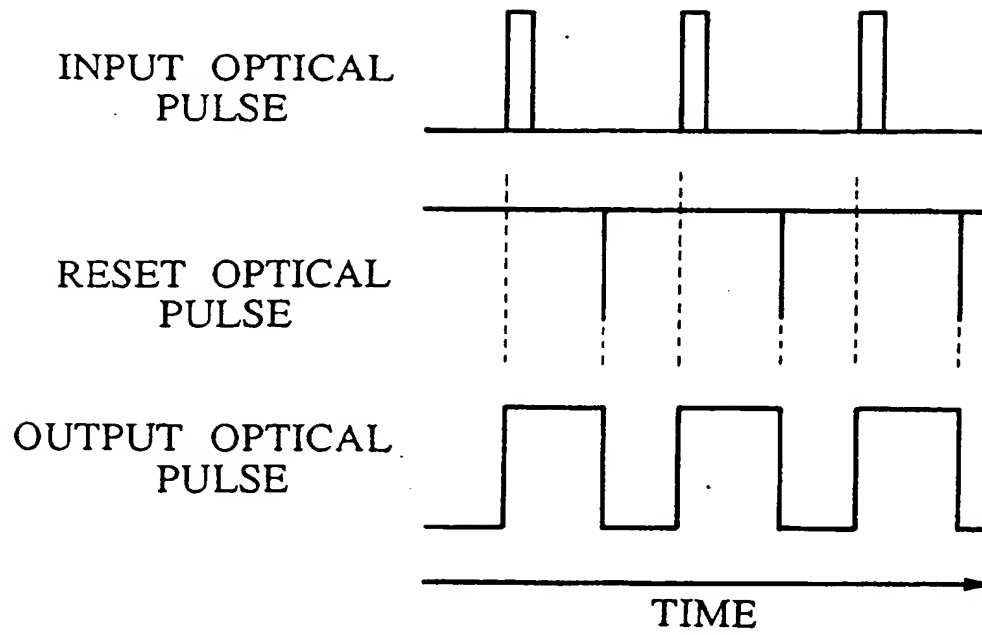 INPUT OPTICAL
PULSE
RESET OPTICAL
PULSE
OUTPUT OPTICAL
PULSE
TIME